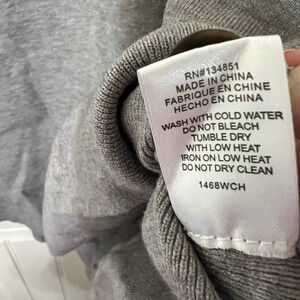 RN#134851
MADE IN CHINA
FABRIQUE EN CHINE
HECHO EN CHINA
WASH WITH COLD WATER
DO NOT BLEACH
TUMBLE DRY
WITH LOW HEAT
IRON ON LOW HEAT
DO NOT DRY CLEAN
1468WCH